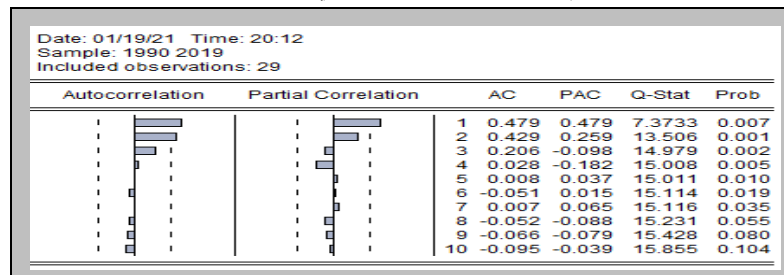 Date: 01/19/21 Time: 20:12
Sample: 1990 2019
Included observations: 29
Autocorrelation Partial Correlation AC PAC Q-Stat Prob
1 0.479 0.479 7.3733 0.007
2 0.429 0.259 13.506 0.001
3 0.206 -0.098 14.979 0.002
4 0.028 -0.182 15.008 0.005
5 0.008 0.037 15.011 0.010
6 -0.051 0.015 15.114 0.019
7 0.007 0.065 15.116 0.035
8 -0.052 -0.088 15.231 0.055
9 -0.066 -0.079 15.428 0.080
10 -0.095 -0.039 15.855 0.104